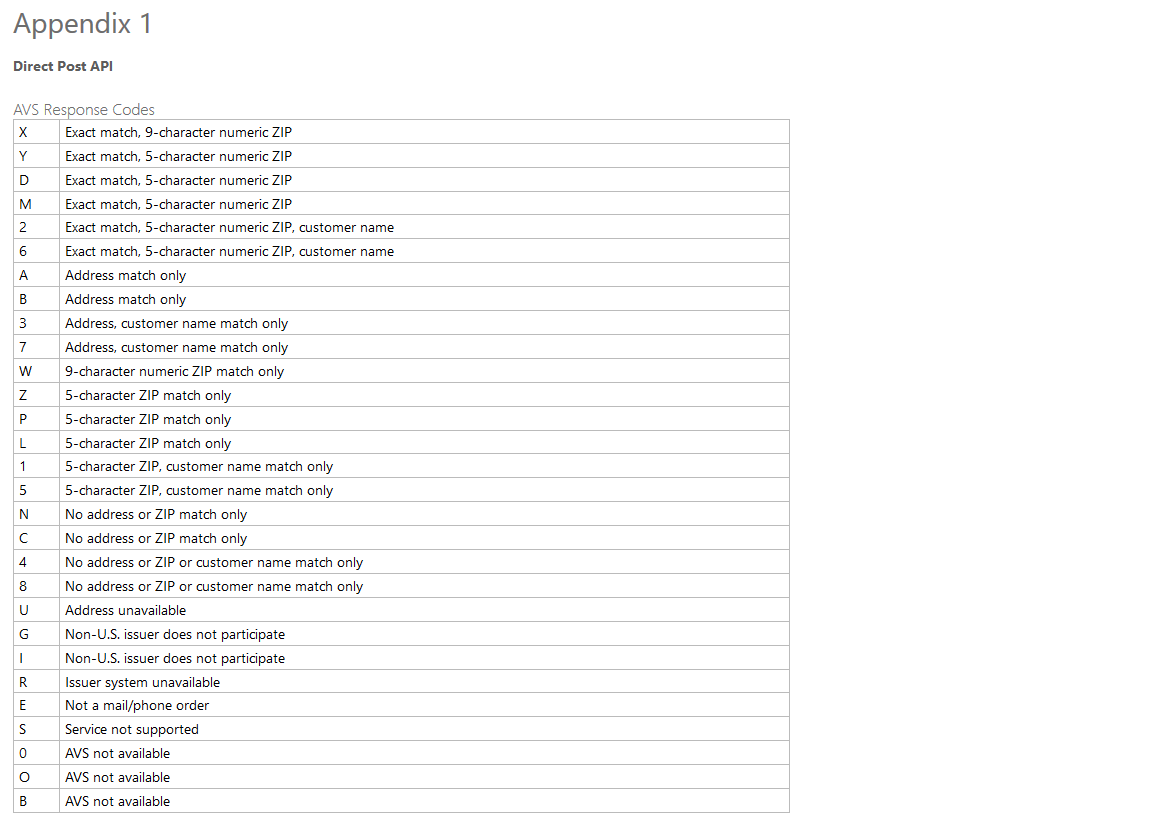 Appendix 1
Direct Post API
AVS Response Codes
X Exact match, 9-character numeric ZIP
Y Exact match, 5-character numeric ZIP
D Exact match, 5-character numeric ZIP
M Exact match, 5-character numeric ZIP
2 Exact match, 5-character numeric ZIP, customer name
6 Exact match, 5-character numeric ZIP, customer name
A Address match only
B Address match only
3 Address, customer name match only
7 Address, customer name match only
W 9-character numeric ZIP match only
Z 5-character ZIP match only
P 5-character ZIP match only
L 5-character ZIP match only
1 5-character ZIP, customer name match only
5 5-character ZIP, customer name match only
N No address or ZIP match only
C No address or ZIP match only
4 No address or ZIP or customer name match only
8 No address or ZIP or customer name match only
U Address unavailable
G Non-U.S. issuer does not participate
I Non-U.S. issuer does not participate
R Issuer system unavailable
E Not a mail/phone order
S Service not supported
0 AVS not available
O AVS not available
B AVS not available